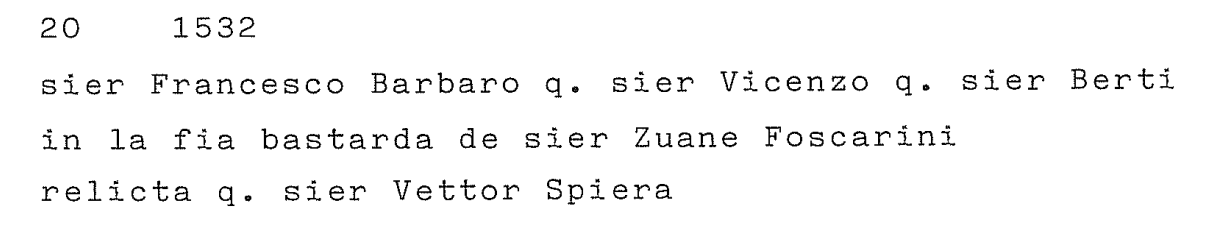 20 1532
sier Francesco Barbaro q. sier Vicenzo q. sier Berti
in la fia bastarda de sier Zuane Foscarini
relicta q. sier Vettor Spiera